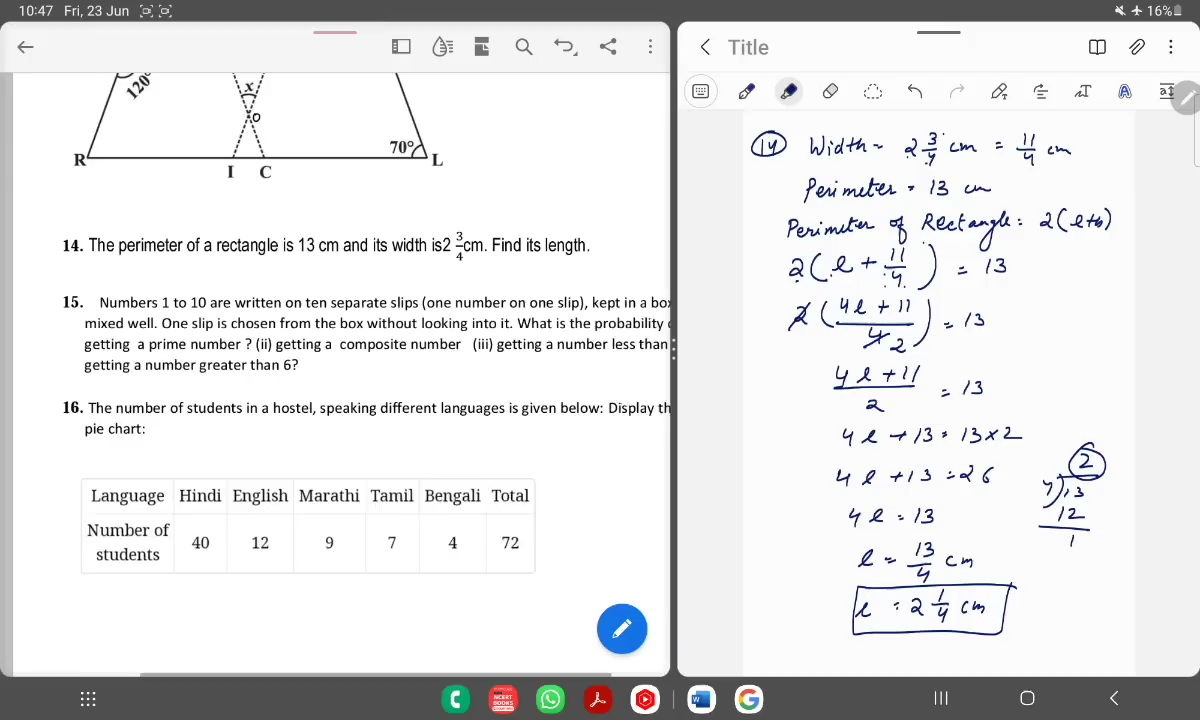 10:47 Fri, 23 Jun
16%
Title
120°
x
o
70°
R
L
I C
14. The perimeter of a rectangle is 13 cm and its width is2 3/4cm. Find its length.
15. Numbers 1 to 10 are written on ten separate slips (one number on one slip), kept in a box
mixed well. One slip is chosen from the box without looking into it. What is the probability
getting a prime number ? (ii) getting a composite number (iii) getting a number less than
getting a number greater than 6?
16. The number of students in a hostel, speaking different languages is given below: Display th
pie chart:
Language Hindi English Marathi Tamil Bengali Total
Number of students 40 12 9 7 4 72
14 Width = 2 3/4 cm = 11/4 cm
Perimeter = 13 cm
Perimeter of Rectangle = 2(l+b)
2(l + 11/4) = 13
2(4l + 11/4 2) = 13
4l + 11/2 = 13
4l + 13 = 13×2
4l + 13 = 26
4l = 13
l = 13/4 cm
l = 2 1/4 cm
2
4)13
12
1
NCERT
BOOKS
W
G